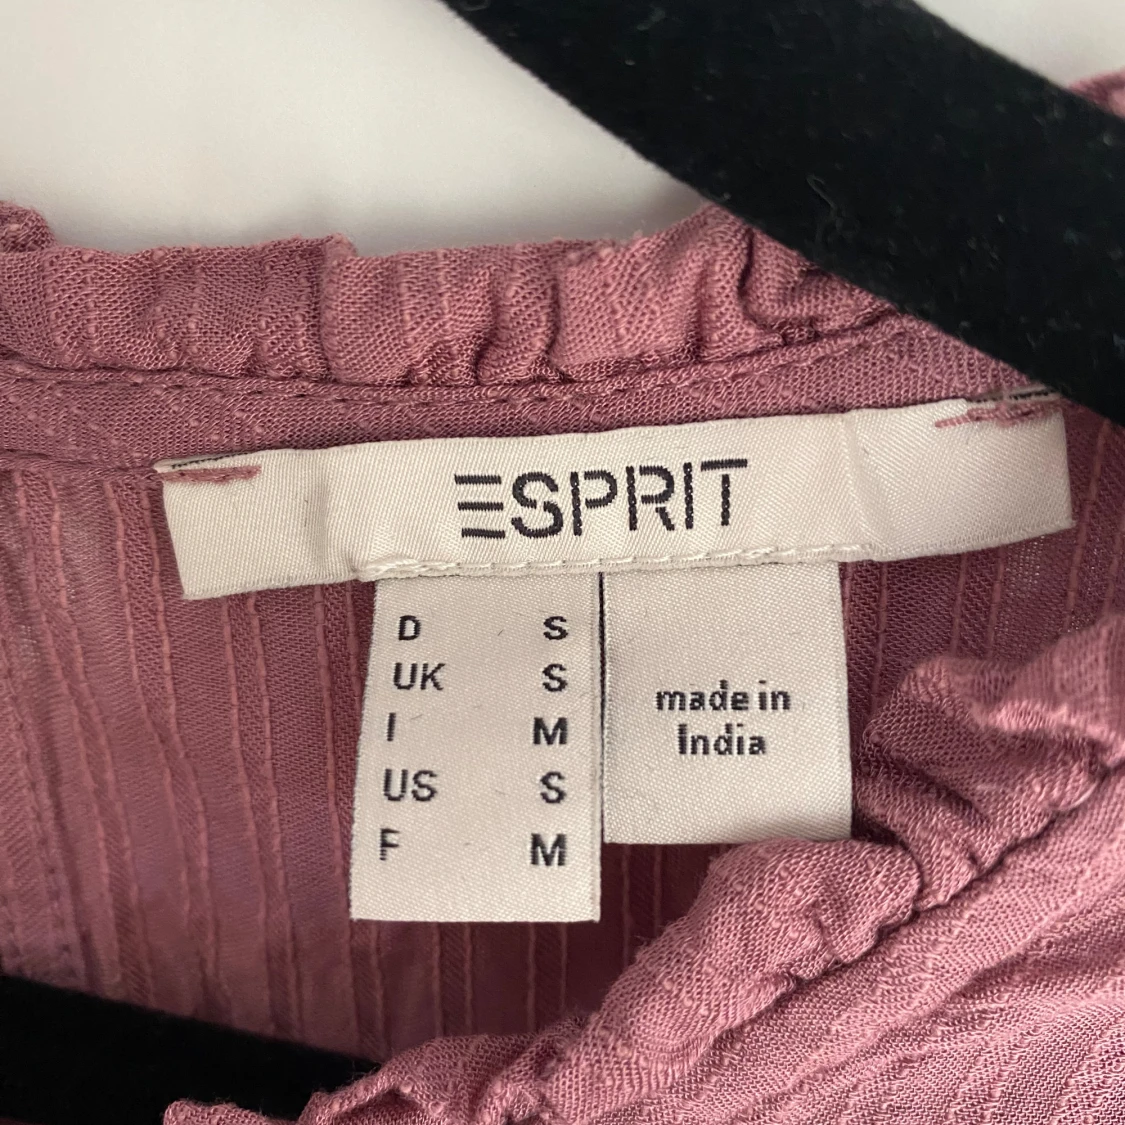 ESPRIT
D S
UK S
I M
US S
F M
made in
India